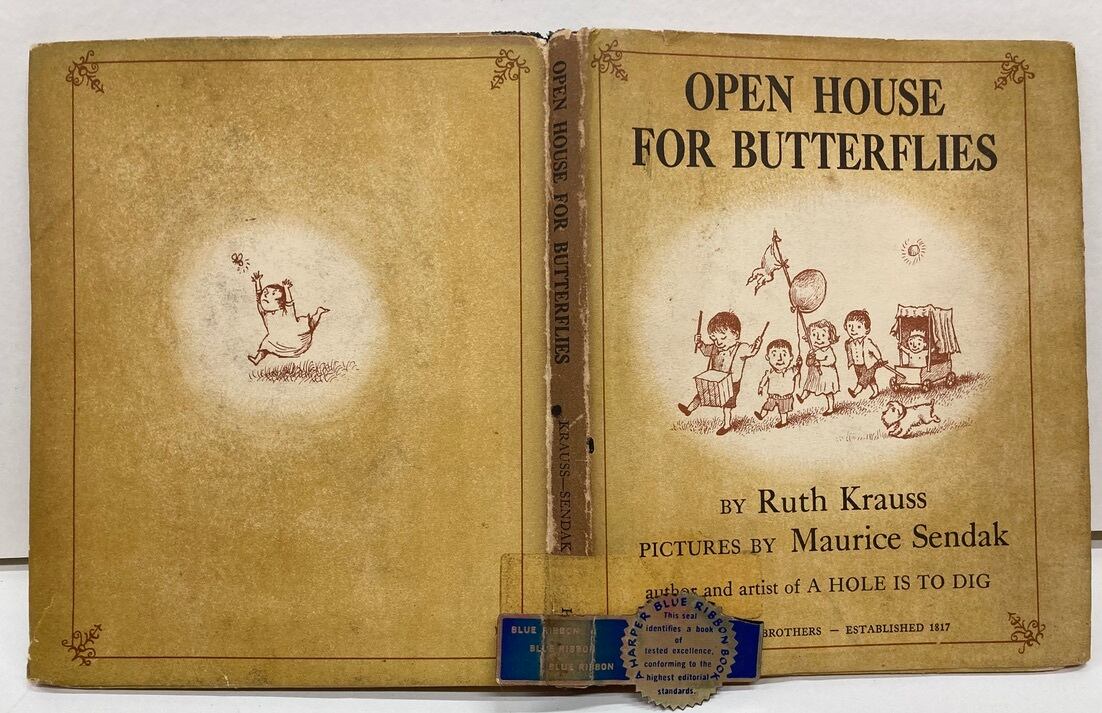 OPEN HOUSE FOR BUTTERFLIES
KRAUSS—SENDAK
OPEN HOUSE
FOR BUTTERFLIES
BY Ruth Krauss
PICTURES BY Maurice Sendak
author and artist of A HOLE IS TO DIG
BROTHERS — ESTABLISHED 1817
BLUE RIBBON
BLUE RIBBON
BLUE RIBBON
A HARPER BLUE RIBBON BOOK
This seal
identifies a book
of
tested excellence,
conforming to the
highest editorial
standards.